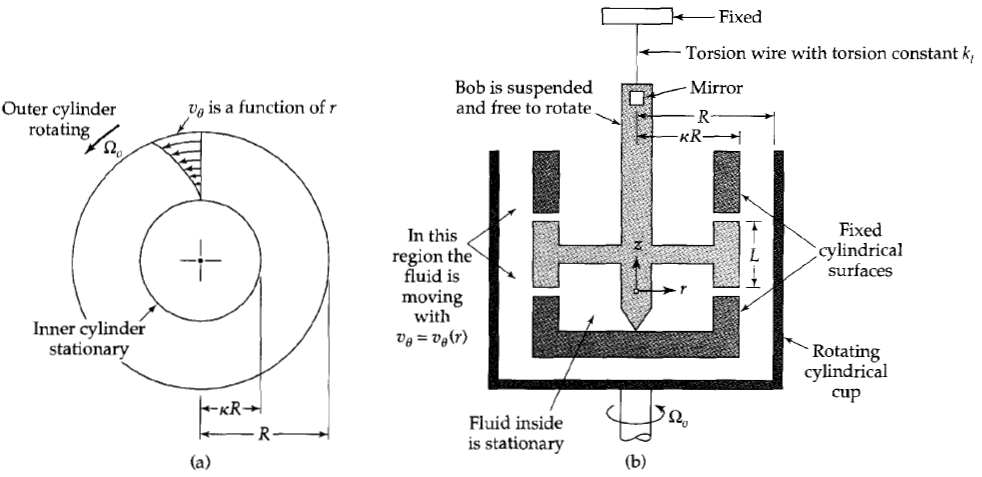 Outer cylinder
rotating
Ω₀
v_θ is a function of r
Inner cylinder
stationary
κR
R
(a)
Fixed
Torsion wire with torsion constant k_t
Bob is suspended
and free to rotate
Mirror
R
κR
In this
region the
fluid is
moving
with
v_θ = v_θ(r)
z
r
L
Fixed
cylindrical
surfaces
Rotating
cylindrical
cup
Fluid inside
is stationary
Ω₀
(b)